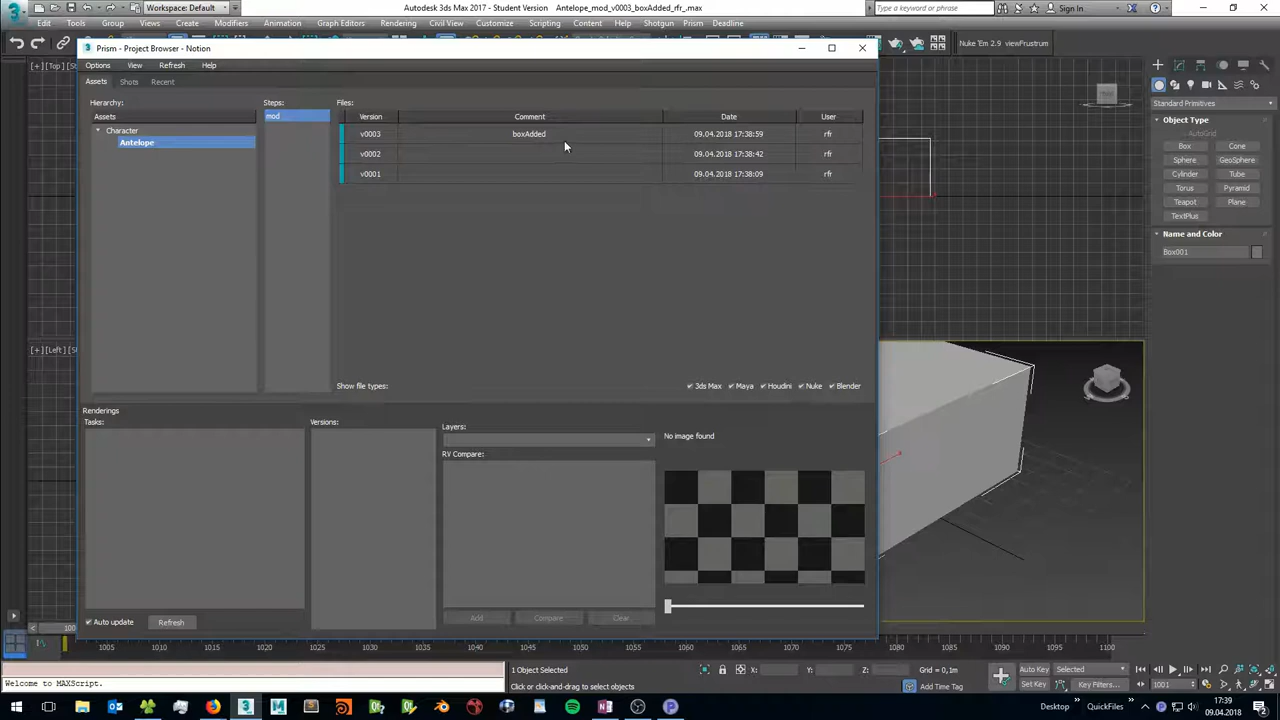 Workspace: Default
Autodesk 3ds Max 2017 - Student Version Antelope_mod_v0003_boxAdded_rfr_.max
Type a keyword or phrase
Sign In
Edit Tools Group Views Create Modifiers Animation Graph Editors Rendering Civil View Customize Scripting Content Help Shotgun Prism Deadline
Nuke Em 2.9 viewPrustrum
Prism - Project Browser - Notion
Options View Refresh Help
Assets Shots Recent
Hierarchy: Steps: Files:
Assets mod Version Comment Date User
Character v0003 boxAdded 09.04.2018 17:38:59 rfr
Antelope v0002 09.04.2018 17:38:42 rfr
v0001 09.04.2018 17:38:09 rfr
Show file types: 3ds Max Maya Houdini Nuke Blender
Renderings
Tasks: Versions: Layers:
No image found
RV Compare:
Add Compare Clear
Auto update Refresh
Standard Primitives
Object Type
AutoGrid
Box Cone
Sphere GeoSphere
Cylinder Tube
Torus Pyramid
Teapot Plane
TextPlus
Name and Color
Box001
[+][Top]
[+][Left]
100
1005 1010 1015 1020 1025 1030 1035 1040 1045 1050 1055 1060 1065 1070 1075 1080 1085 1090 1095 1100
1 Object Selected X: Y: Z: Grid = 0,1m Auto Key Selected
Welcome to MAXScript. Click or click-and-drag to select objects Add Time Tag Set Key Key Filters... 1001
Desktop QuickFiles 17:39
09.04.2018